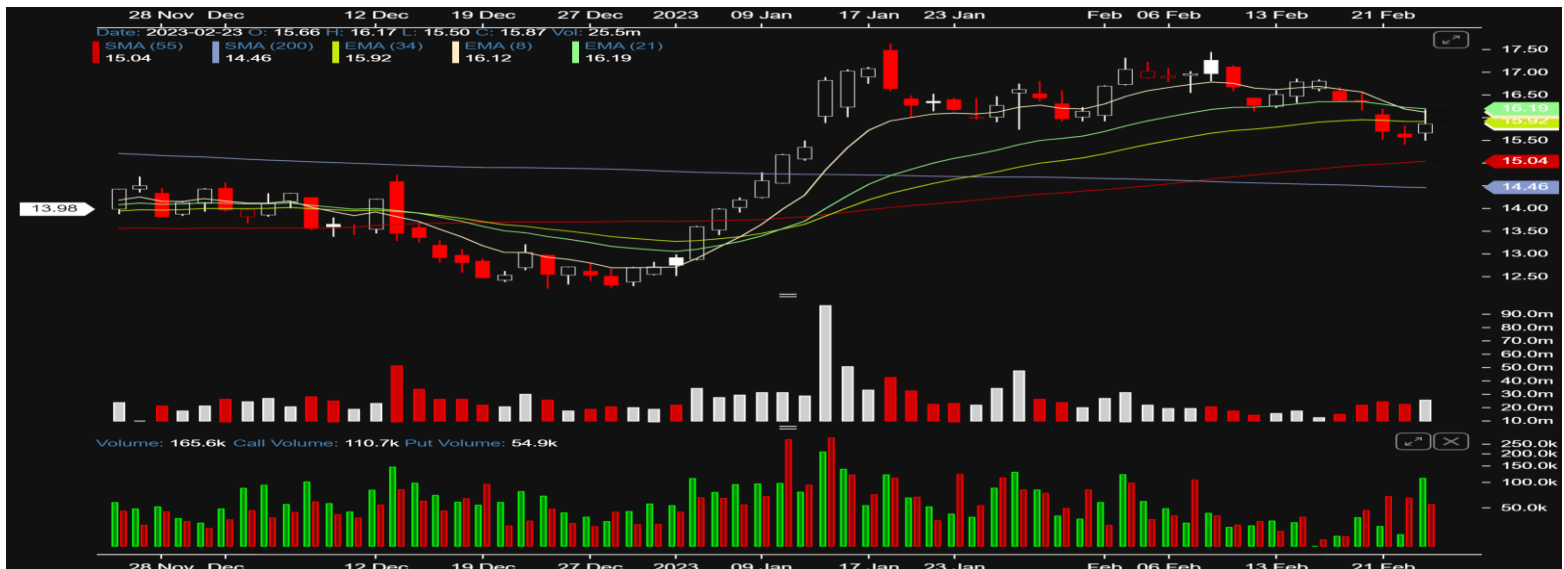 28 Nov Dec 12 Dec 19 Dec 27 Dec 2023 09 Jan 17 Jan 23 Jan Feb 06 Feb 13 Feb 21 Feb
Date: 2023-02-23 O: 15.66 H: 16.17 L: 15.50 C: 15.87 Vol: 25.5m
SMA (55) SMA (200) EMA (34) EMA (8) EMA (21)
15.04 14.46 15.92 16.12 16.19
17.50
17.00
16.50
16.19
15.92
15.50
15.04
14.46
13.98
14.00
13.50
13.00
12.50
90.0m
80.0m
70.0m
60.0m
50.0m
40.0m
30.0m
20.0m
10.0m
Volume: 165.6k Call Volume: 110.7k Put Volume: 54.9k
250.0k
200.0k
150.0k
100.0k
50.0k
28 Nov Dec 12 Dec 19 Dec 27 Dec 2023 09 Jan 17 Jan 23 Jan Feb 06 Feb 13 Feb 21 Feb